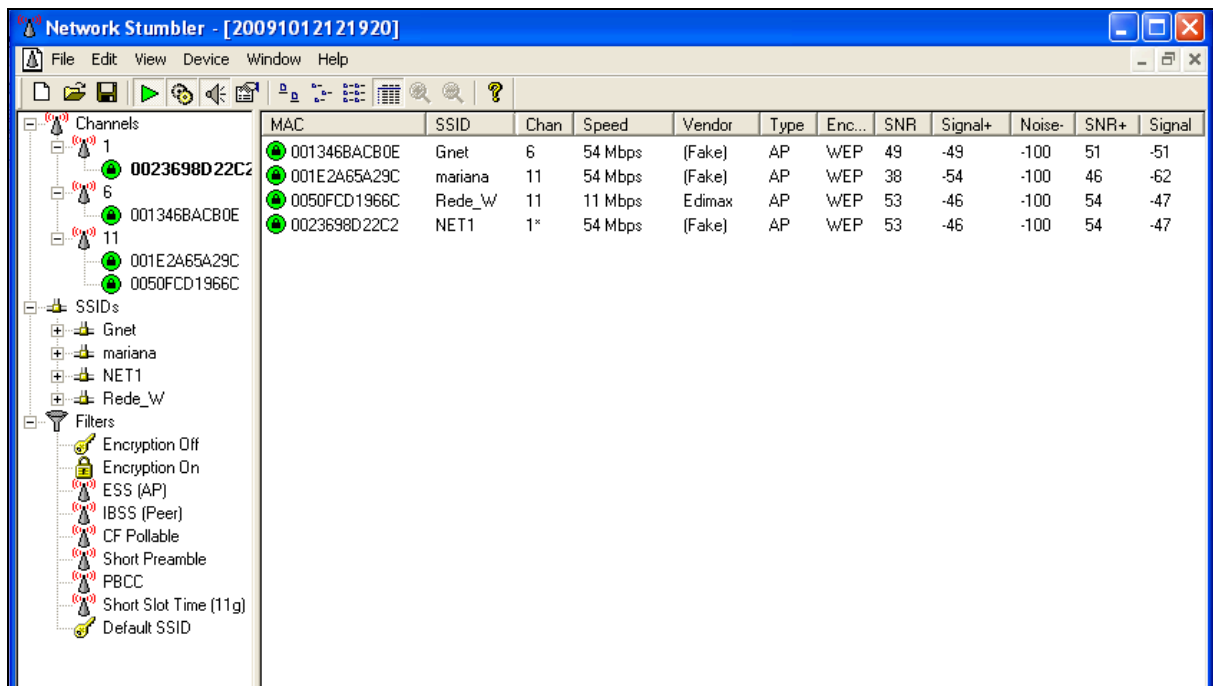 Network Stumbler - [20091012121920]
File Edit View Device Window Help
Channels
1
0023698D22C2
6
001346BACB0E
11
001E2A65A29C
0050FCD1966C
SSIDs
Gnet
mariana
NET1
Rede_W
Filters
Encryption Off
Encryption On
ESS (AP)
IBSS (Peer)
CF Pollable
Short Preamble
PBCC
Short Slot Time (11g)
Default SSID
MAC SSID Chan Speed Vendor Type Enc... SNR Signal+ Noise- SNR+ Signal
001346BACB0E Gnet 6 54 Mbps (Fake) AP WEP 49 -49 -100 51 -51
001E2A65A29C mariana 11 54 Mbps (Fake) AP WEP 38 -54 -100 46 -62
0050FCD1966C Rede_W 11 11 Mbps Edimax AP WEP 53 -46 -100 54 -47
0023698D22C2 NET1 1* 54 Mbps (Fake) AP WEP 53 -46 -100 54 -47